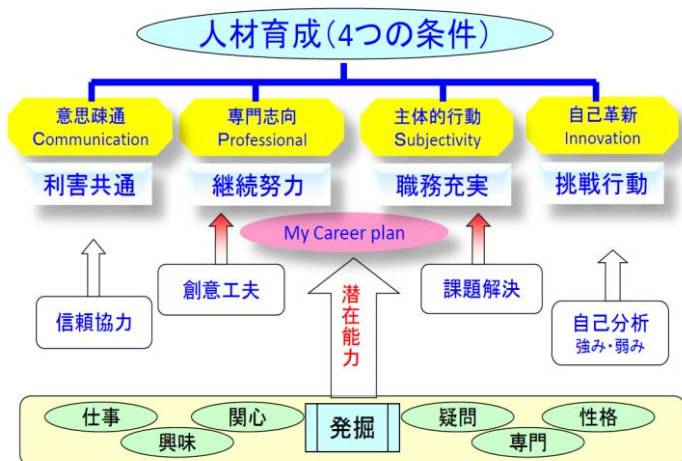 人材育成(4つの条件)
意思疎通
Communication
専門志向
Professional
主体的行動
Subjectivity
自己革新
Innovation
利害共通
継続努力
職務充実
挑戦行動
My Career plan
信頼協力
創意工夫
潜在能力
課題解決
自己分析
強み・弱み
仕事
興味
関心
発掘
疑問
専門
性格